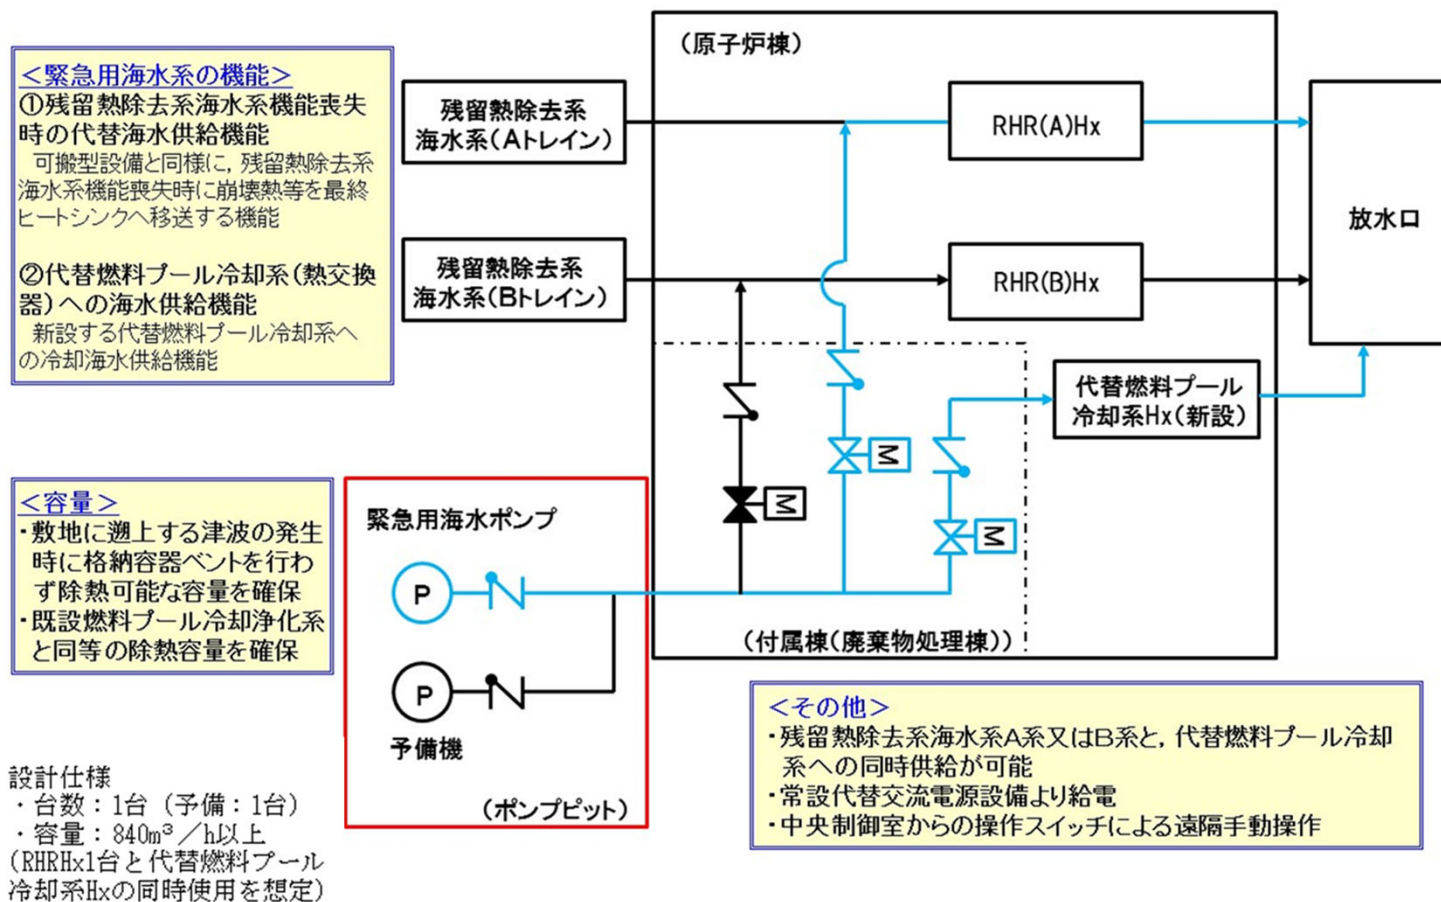 <緊急用海水系の機能>
①残留熱除去系海水系機能喪失
時の代替海水供給機能
可搬型設備と同様に，残留熱除去系
海水系機能喪失時に崩壊熱等を最終
ヒートシンクへ移送する機能
②代替燃料プール冷却系(熱交換
器)への海水供給機能
新設する代替燃料プール冷却系へ
の冷却海水供給機能
<容量>
・敷地に遡上する津波の発生
時に格納容器ベントを行わ
ず除熱可能な容量を確保
・既設燃料プール冷却浄化系
と同等の除熱容量を確保
設計仕様
・台数：1台（予備：1台）
・容量：840m³／h以上
(RHRHx1台と代替燃料プール
冷却系Hxの同時使用を想定)
残留熱除去系
海水系(Aトレイン)
残留熱除去系
海水系(Bトレイン)
(原子炉棟)
RHR(A)Hx
RHR(B)Hx
放水口
代替燃料プール
冷却系Hx(新設)
M
M
M
(付属棟(廃棄物処理棟))
緊急用海水ポンプ
P
P
予備機
(ポンプピット)
<その他>
・残留熱除去系海水系A系又はB系と，代替燃料プール冷却
系への同時供給が可能
・常設代替交流電源設備より給電
・中央制御室からの操作スイッチによる遠隔手動操作